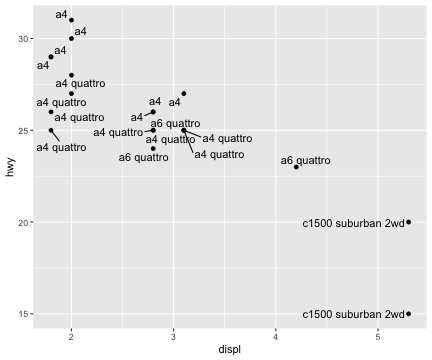 a4
a4
30
a4
a4
a4 quattro
a4 quattro
a4
a4
a4 quattro
a6 quattro
25
a4 quattro
a4 quattro
a4 quattro
a4 quattro
a4 quattro
a6 quattro
a6 quattro
hwy
20
c1500 suburban 2wd
15
c1500 suburban 2wd
2
3
4
5
displ